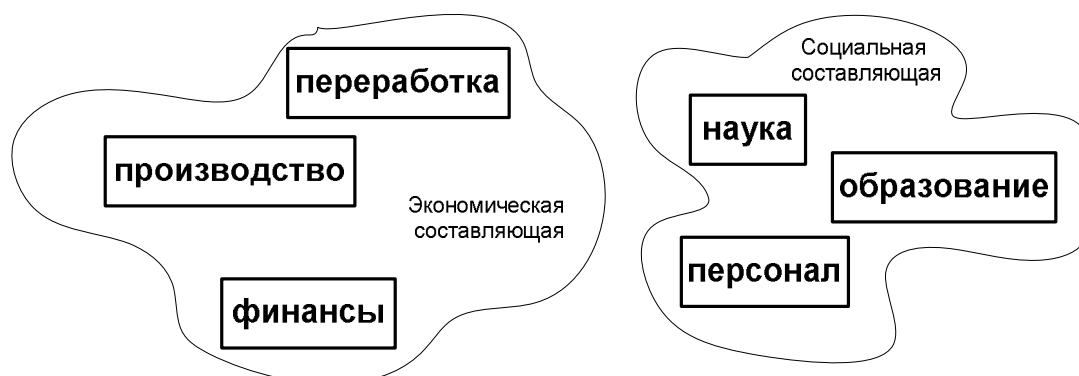 переработка
производство
Экономическая
составляющая
финансы
Социальная
составляющая
наука
образование
персонал